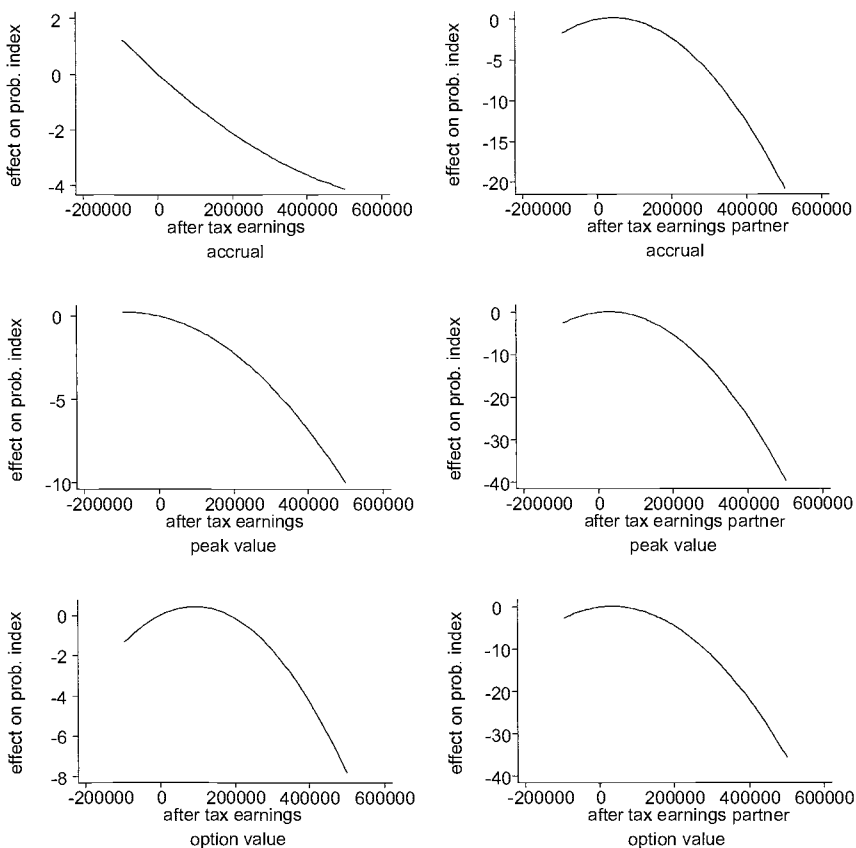 effect on prob. index
2
0
-2
-4
-200000 0 200000 400000 600000
after tax earnings
accrual
effect on prob. index
0
-5
-10
-15
-20
-200000 0 200000 400000 600000
after tax earnings partner
accrual
effect on prob. index
0
-5
-10
-200000 0 200000 400000 600000
after tax earnings
peak value
effect on prob. index
0
-10
-20
-30
-40
-200000 0 200000 400000 600000
after tax earnings partner
peak value
effect on prob. index
0
-2
-4
-6
-8
-200000 0 200000 400000 600000
after tax earnings
option value
effect on prob. index
0
-10
-20
-30
-40
-200000 0 200000 400000 600000
after tax earnings partner
option value